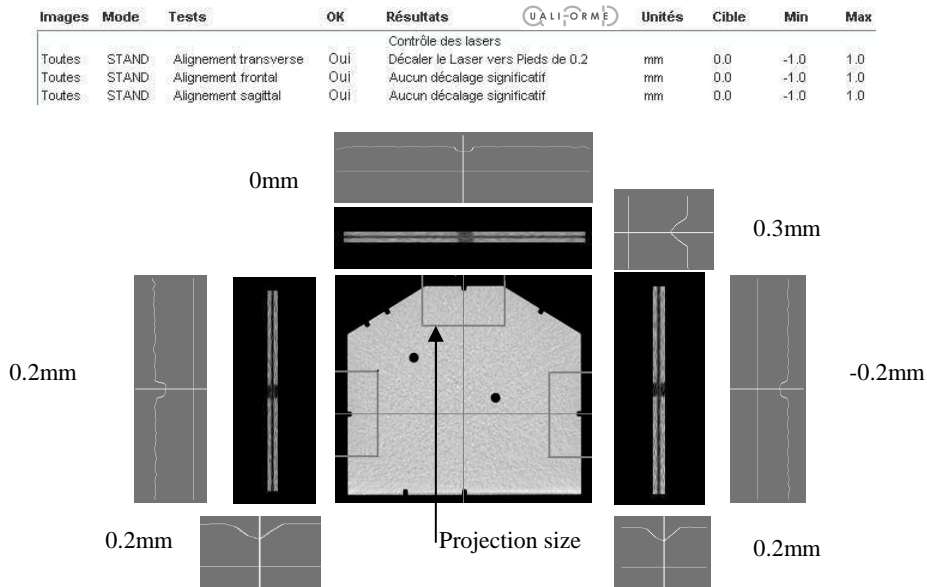 Images Mode Tests OK Résultats QUALIFORME Unités Cible Min Max
Contrôle des lasers
Toutes STAND Alignement transverse Oui Décaler le Laser vers Pieds de 0.2 mm 0.0 -1.0 1.0
Toutes STAND Alignement frontal Oui Aucun décalage significatif mm 0.0 -1.0 1.0
Toutes STAND Alignement sagittal Oui Aucun décalage significatif mm 0.0 -1.0 1.0
0mm
0.3mm
0.2mm
-0.2mm
0.2mm
Projection size
0.2mm